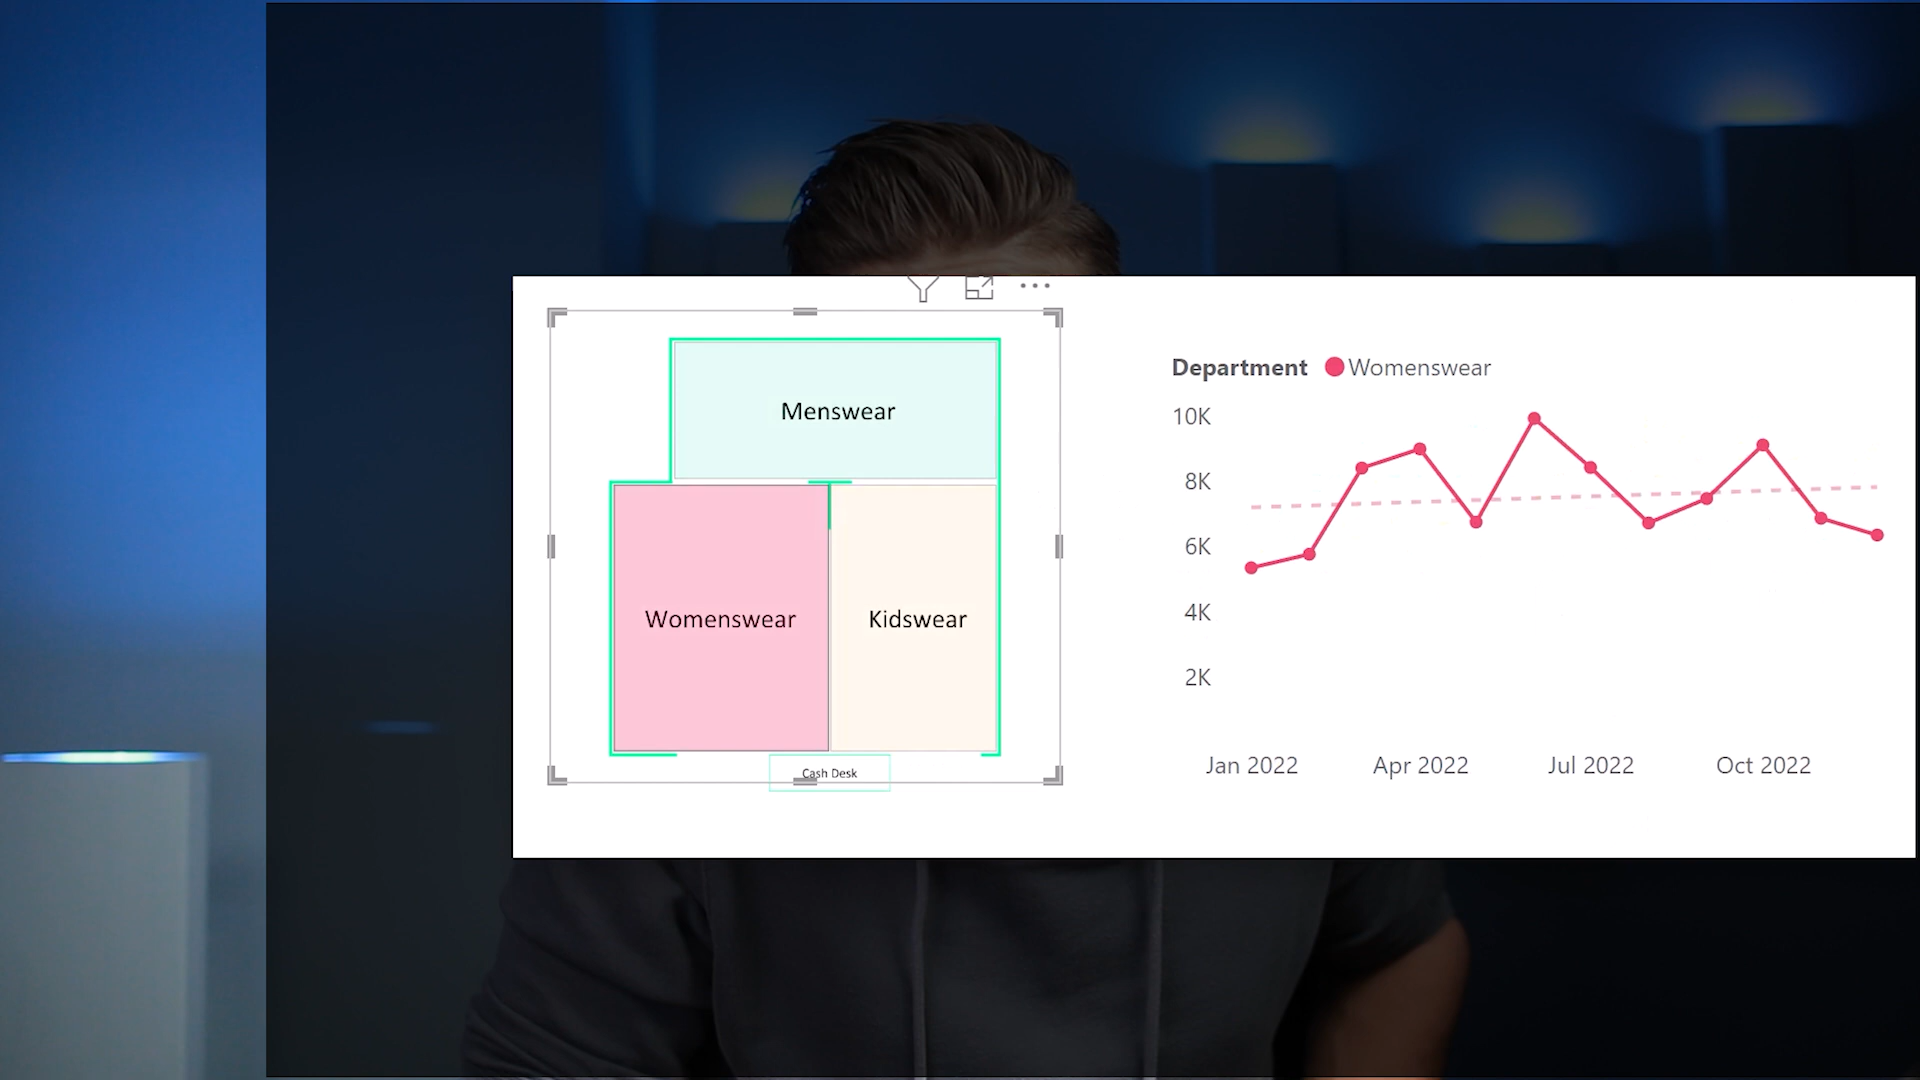 Menswear
Womenswear
Kidswear
Cash Desk
Department Womenswear
10K
8K
6K
4K
2K
Jan 2022 Apr 2022 Jul 2022 Oct 2022